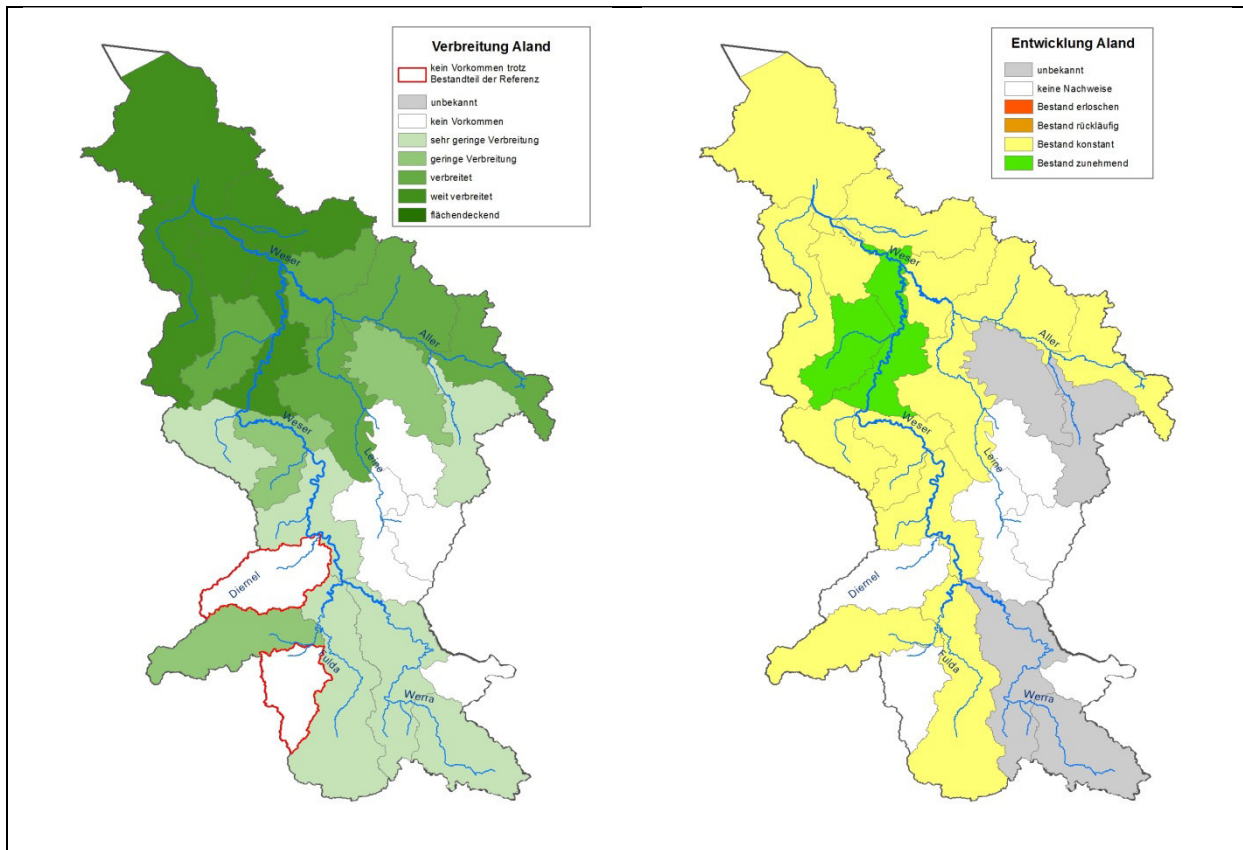 Verbreitung Aland
kein Vorkommen trotz
Bestandteil der Referenz
unbekannt
kein Vorkommen
sehr geringe Verbreitung
geringe Verbreitung
verbreitet
weit verbreitet
flächendeckend
Weser
Aller
Weser
Leine
Diemel
Fulda
Werra
Entwicklung Aland
unbekannt
keine Nachweise
Bestand erloschen
Bestand rückläufig
Bestand konstant
Bestand zunehmend
Weser
Aller
Weser
Leine
Diemel
Fulda
Werra